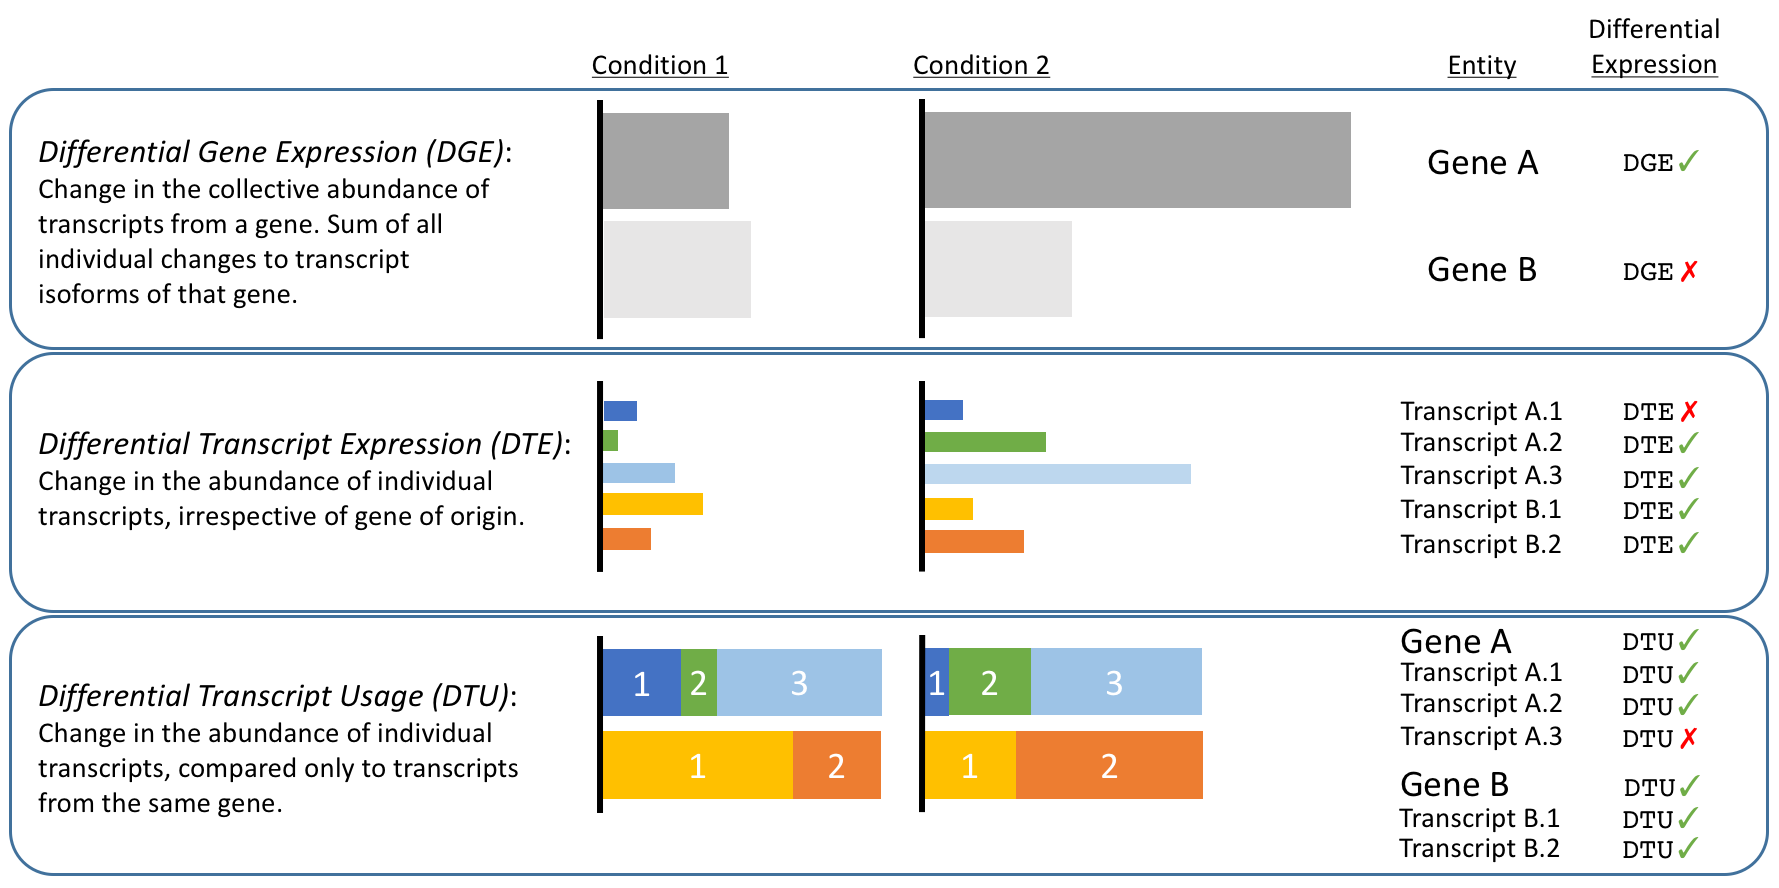 Condition 1
Condition 2
Entity
Differential
Expression
Differential Gene Expression (DGE):
Change in the collective abundance of
transcripts from a gene. Sum of all
individual changes to transcript
isoforms of that gene.
Gene A
DGE ✓
Gene B
DGE ✗
Differential Transcript Expression (DTE):
Change in the abundance of individual
transcripts, irrespective of gene of origin.
Transcript A.1
DTE ✗
Transcript A.2
DTE ✓
Transcript A.3
DTE ✓
Transcript B.1
DTE ✓
Transcript B.2
DTE ✓
Differential Transcript Usage (DTU):
Change in the abundance of individual
transcripts, compared only to transcripts
from the same gene.
1 2 3
1 2
1 2 3
1 2
Gene A
DTU ✓
Transcript A.1
DTU ✓
Transcript A.2
DTU ✓
Transcript A.3
DTU ✗
Gene B
DTU ✓
Transcript B.1
DTU ✓
Transcript B.2
DTU ✓